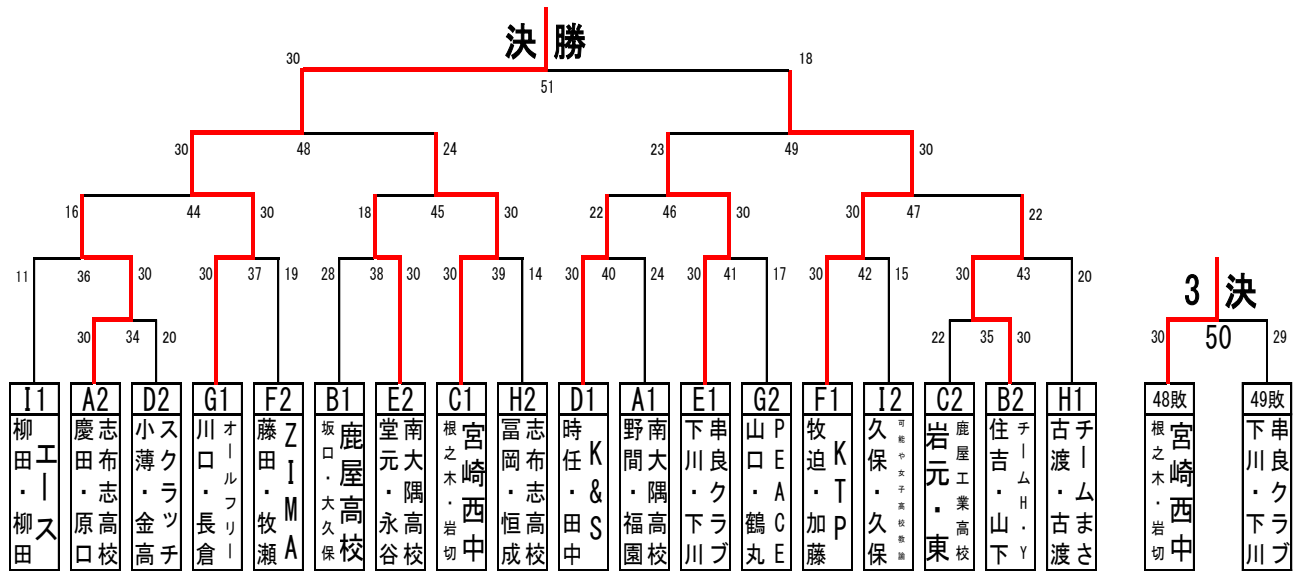 決勝
30 18
51
30 24 23 30
48 49
16 30 18 30 22 30 30 22
44 45 46 47
11 30 30 19 28 30 30 14 30 24 30 17 30 15 30 20
36 37 38 39 40 41 42 43
30 20 22 30
34 35
3決
30 29
50
I1
エース
柳田・柳田
A2
志布志高校
慶田・原口
D2
スクラッチ
小薄・金高
G1
オールフリー
川口・長倉
F2
ZIMA
藤田・牧瀬
B1
鹿屋高校
坂口・大久保
E2
南大隅高校
堂元・永谷
C1
宮崎西中
根之木・岩切
H2
志布志高校
冨岡・恒成
D1
K&S
時任・田中
A1
南大隅高校
野間・福園
E1
串良クラブ
下川・下川
G2
PEACE
山口・鶴丸
F1
KTP
牧迫・加藤
I2
可能や女子高校教諭
久保・久保
C2
鹿屋工業高校
岩元・東
B2
チームH・Y
住吉・山下
H1
チームまさ
古渡・古渡
48敗
宮崎西中
根之木・岩切
49敗
串良クラブ
下川・下川